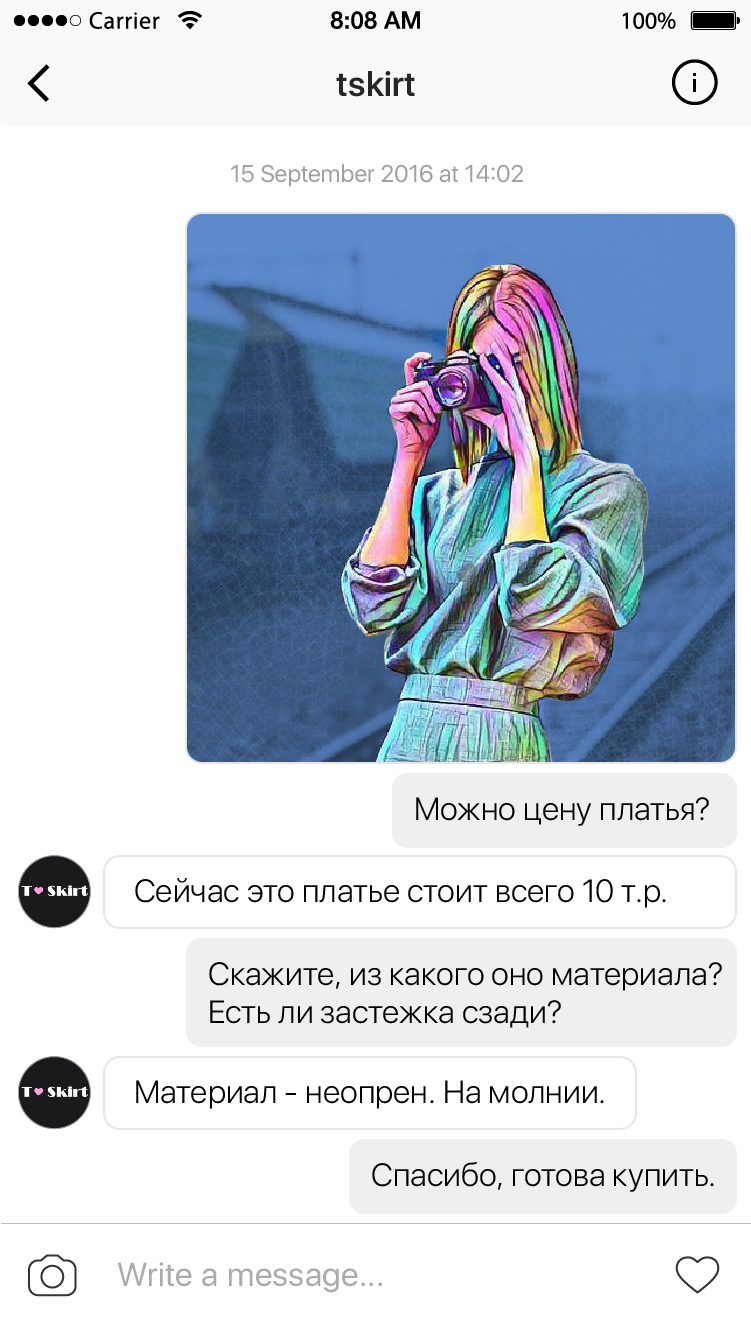 Carrier 8:08 AM 100%
tskirt
15 September 2016 at 14:02
Можно цену платья?
T♥Skirt
Сейчас это платье стоит всего 10 т.р.
Скажите, из какого оно материала?
Есть ли застежка сзади?
T♥Skirt
Материал - неопрен. На молнии.
Спасибо, готова купить.
Write a message...